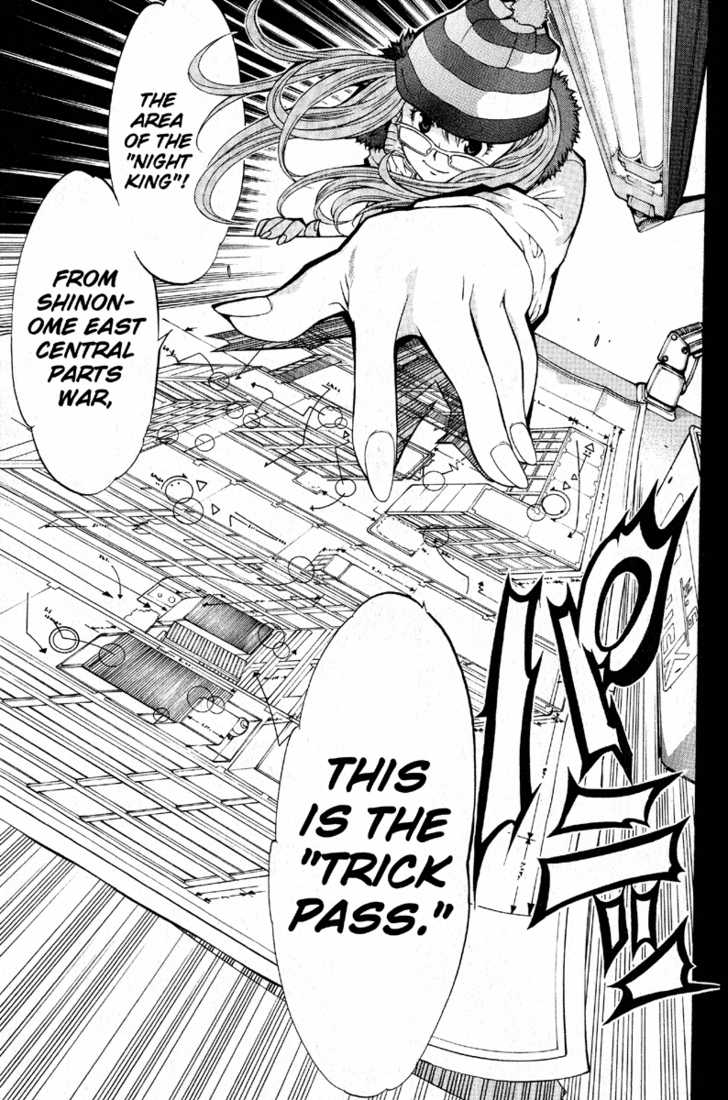 THE
AREA
OF THE
"NIGHT
KING"!
FROM
SHINON-
OME EAST
CENTRAL
PARTS
WAR,
THIS
IS THE
"TRICK
PASS."